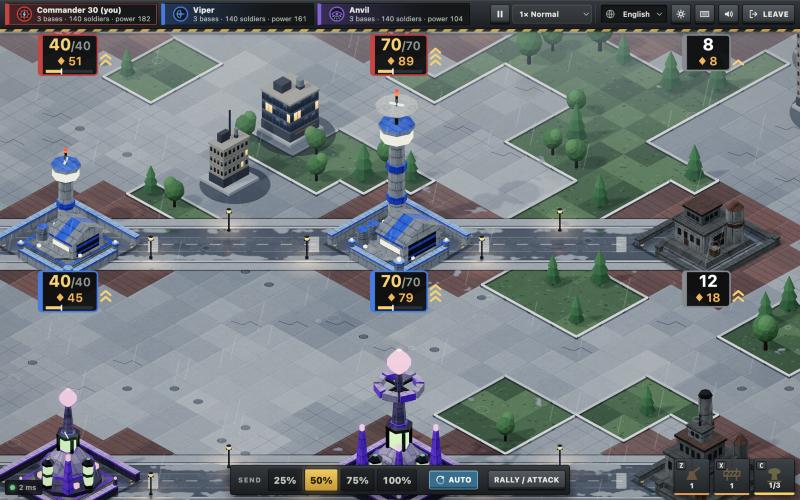 Commander 30 (you)
3 bases · 140 soldiers · power 182
Viper
3 bases · 140 soldiers · power 161
Anvil
3 bases · 140 soldiers · power 104
1× Normal
English
LEAVE
40/40
51
70/70
89
8
8
40/40
45
70/70
79
12
18
2 ms
SEND
25%
50%
75%
100%
AUTO
RALLY / ATTACK
Z
1
X
1
C
1/3